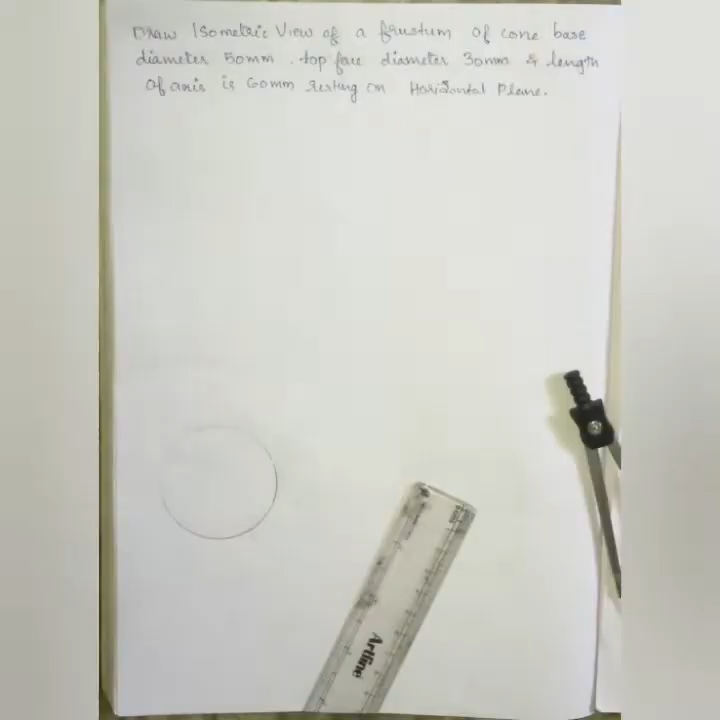 Draw Isometric View of a frustum of cone base
diameter 50mm . top face diameter 30mm & length
of axis is 60mm resting on Horizontal Plane.
Artline